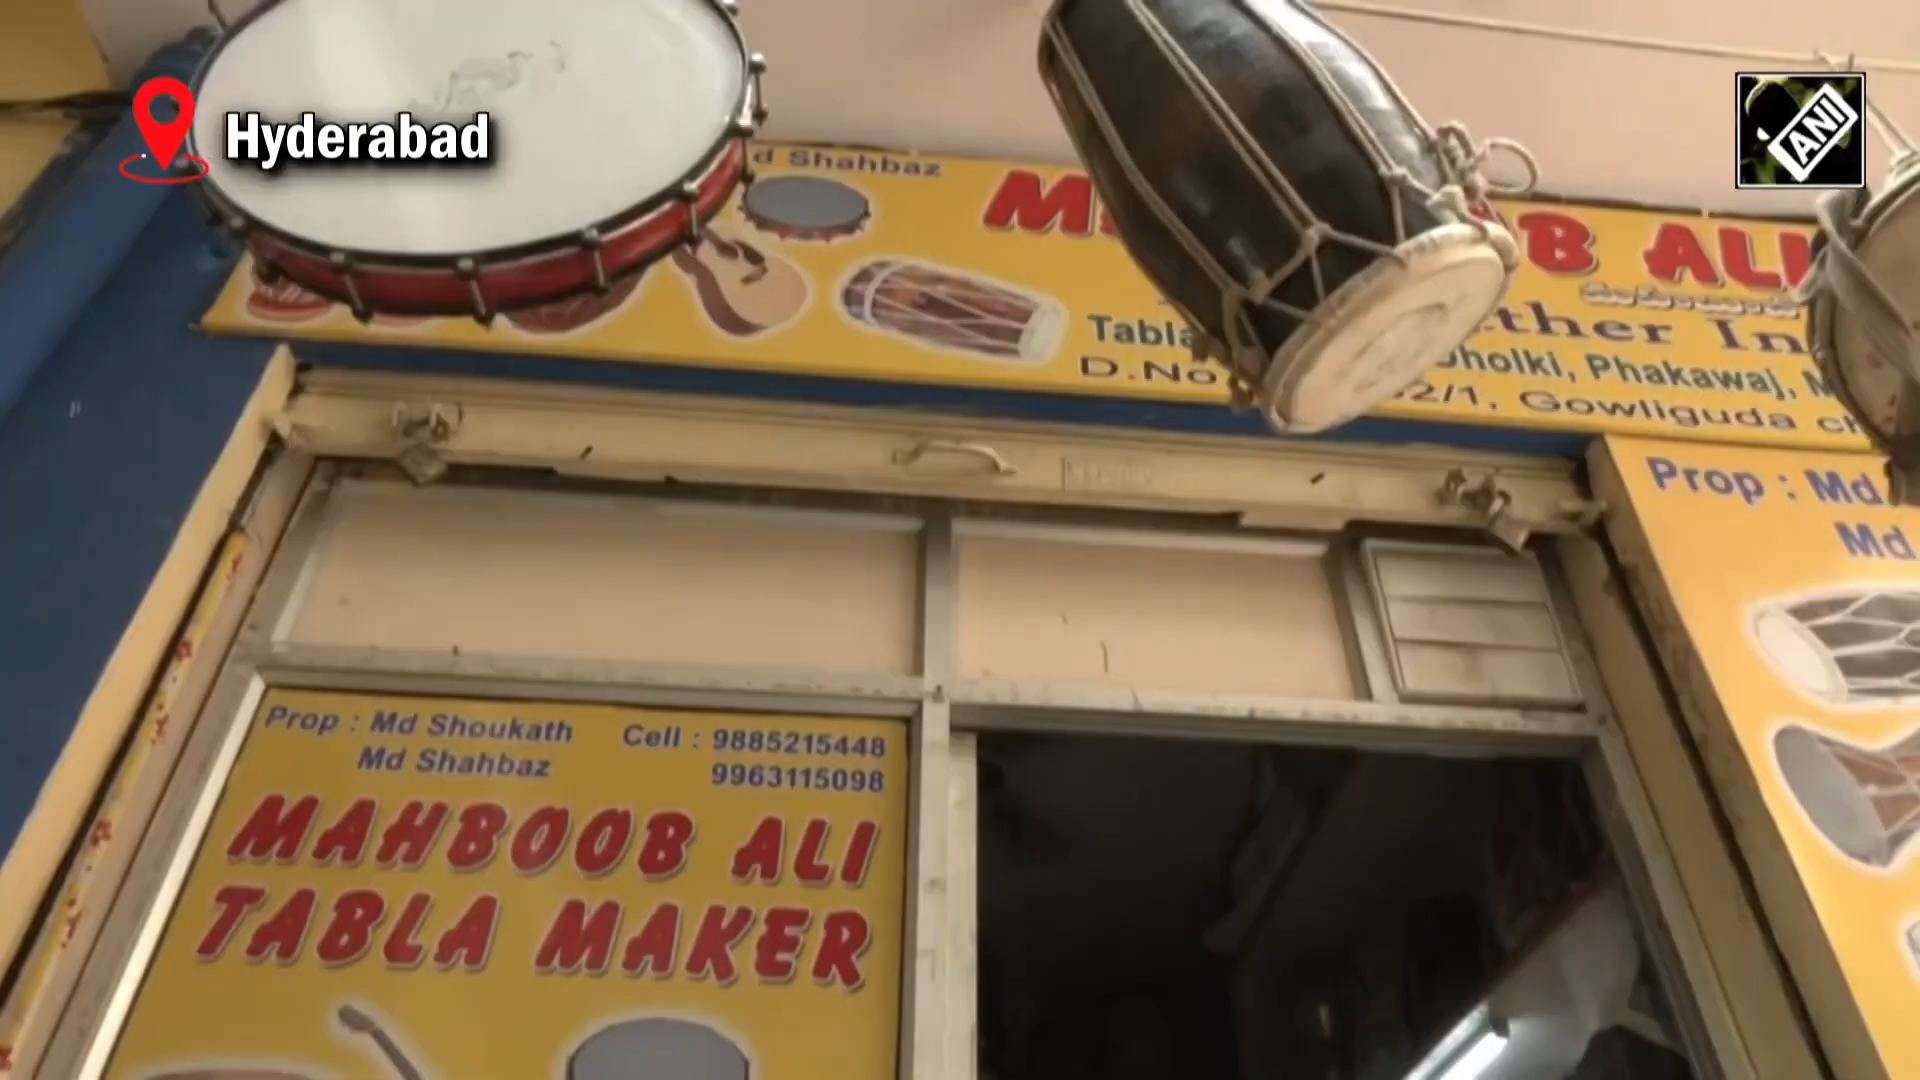 Hyderabad
ANI
d Shahbaz
B ALI
Tabla
ther In
Dholki, Phakawaj, M
D.No
2/1, Gowliguda
Prop : Md
Md
Prop : Md Shoukath Cell : 9885215448
Md Shahbaz 9963115098
MAHBOOB ALI
TABLA MAKER